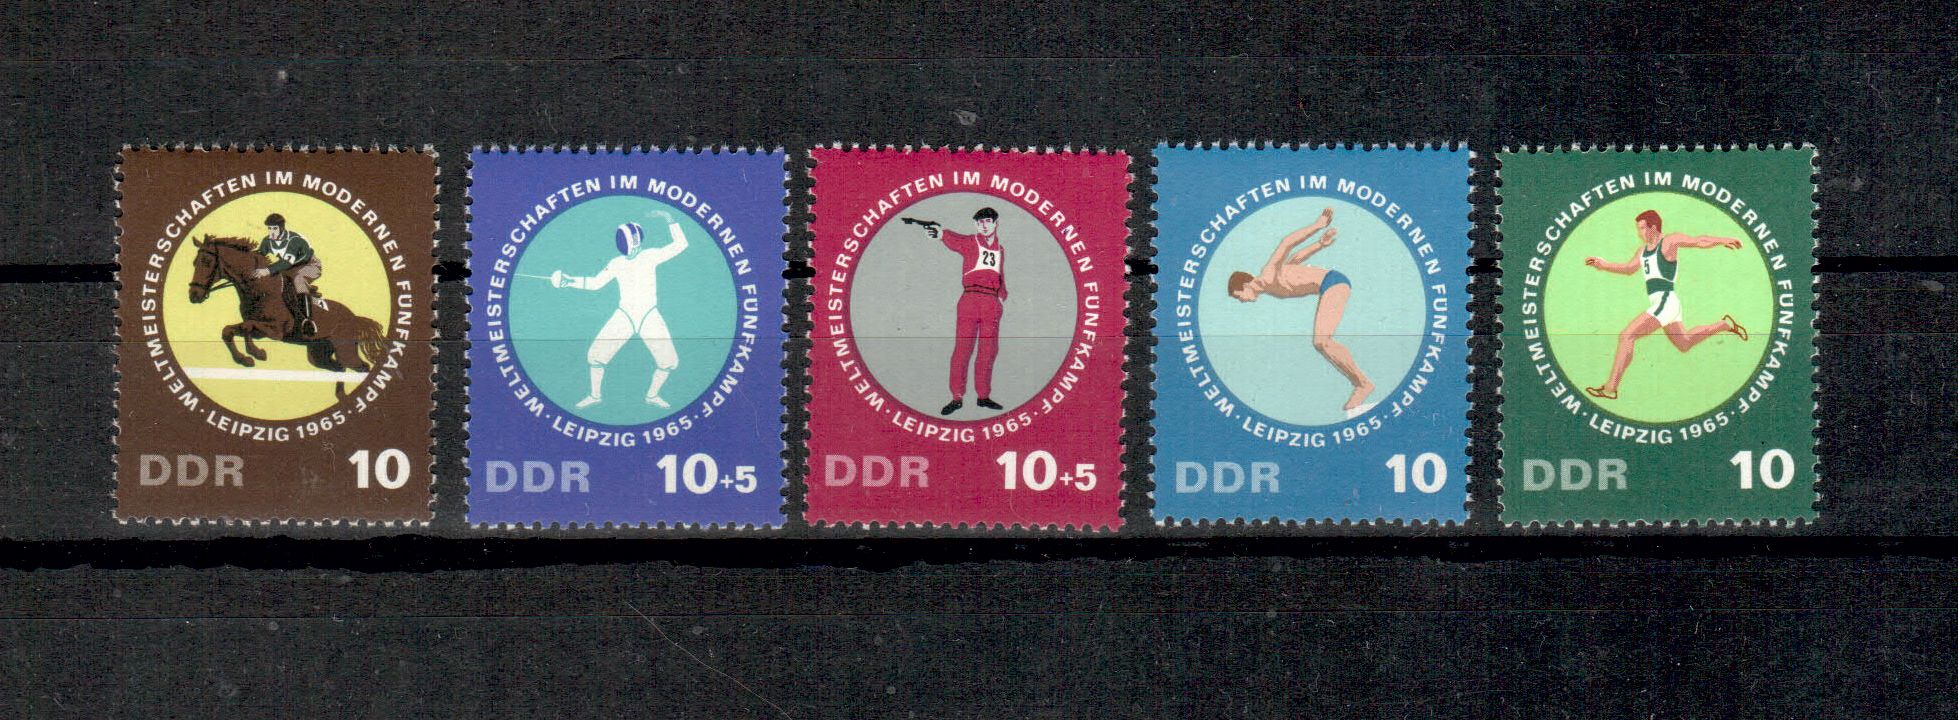 WELTMEISTERSCHAFTEN IM MODERNEN FÜNFKAMPF · LEIPZIG 1965 ·
DDR 10
WELTMEISTERSCHAFTEN IM MODERNEN FÜNFKAMPF · LEIPZIG 1965 ·
DDR 10+5
23
WELTMEISTERSCHAFTEN IM MODERNEN FÜNFKAMPF · LEIPZIG 1965 ·
DDR 10+5
WELTMEISTERSCHAFTEN IM MODERNEN FÜNFKAMPF · LEIPZIG 1965 ·
DDR 10
5
WELTMEISTERSCHAFTEN IM MODERNEN FÜNFKAMPF · LEIPZIG 1965 ·
DDR 10